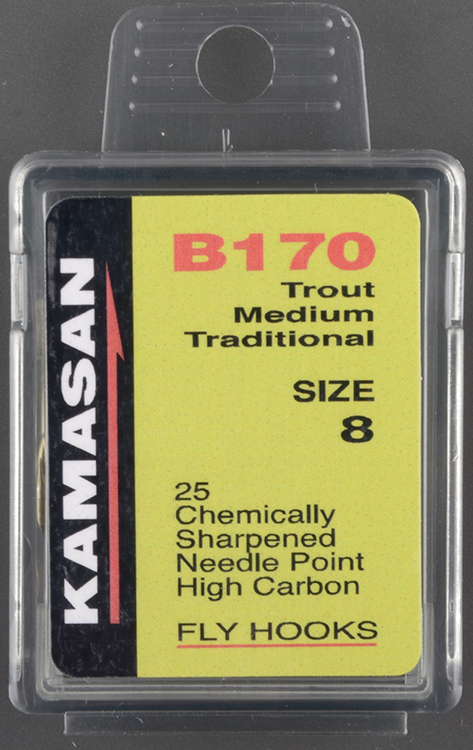 KAMASAN
B170
Trout
Medium
Traditional
SIZE
8
25
Chemically
Sharpened
Needle Point
High Carbon
FLY HOOKS